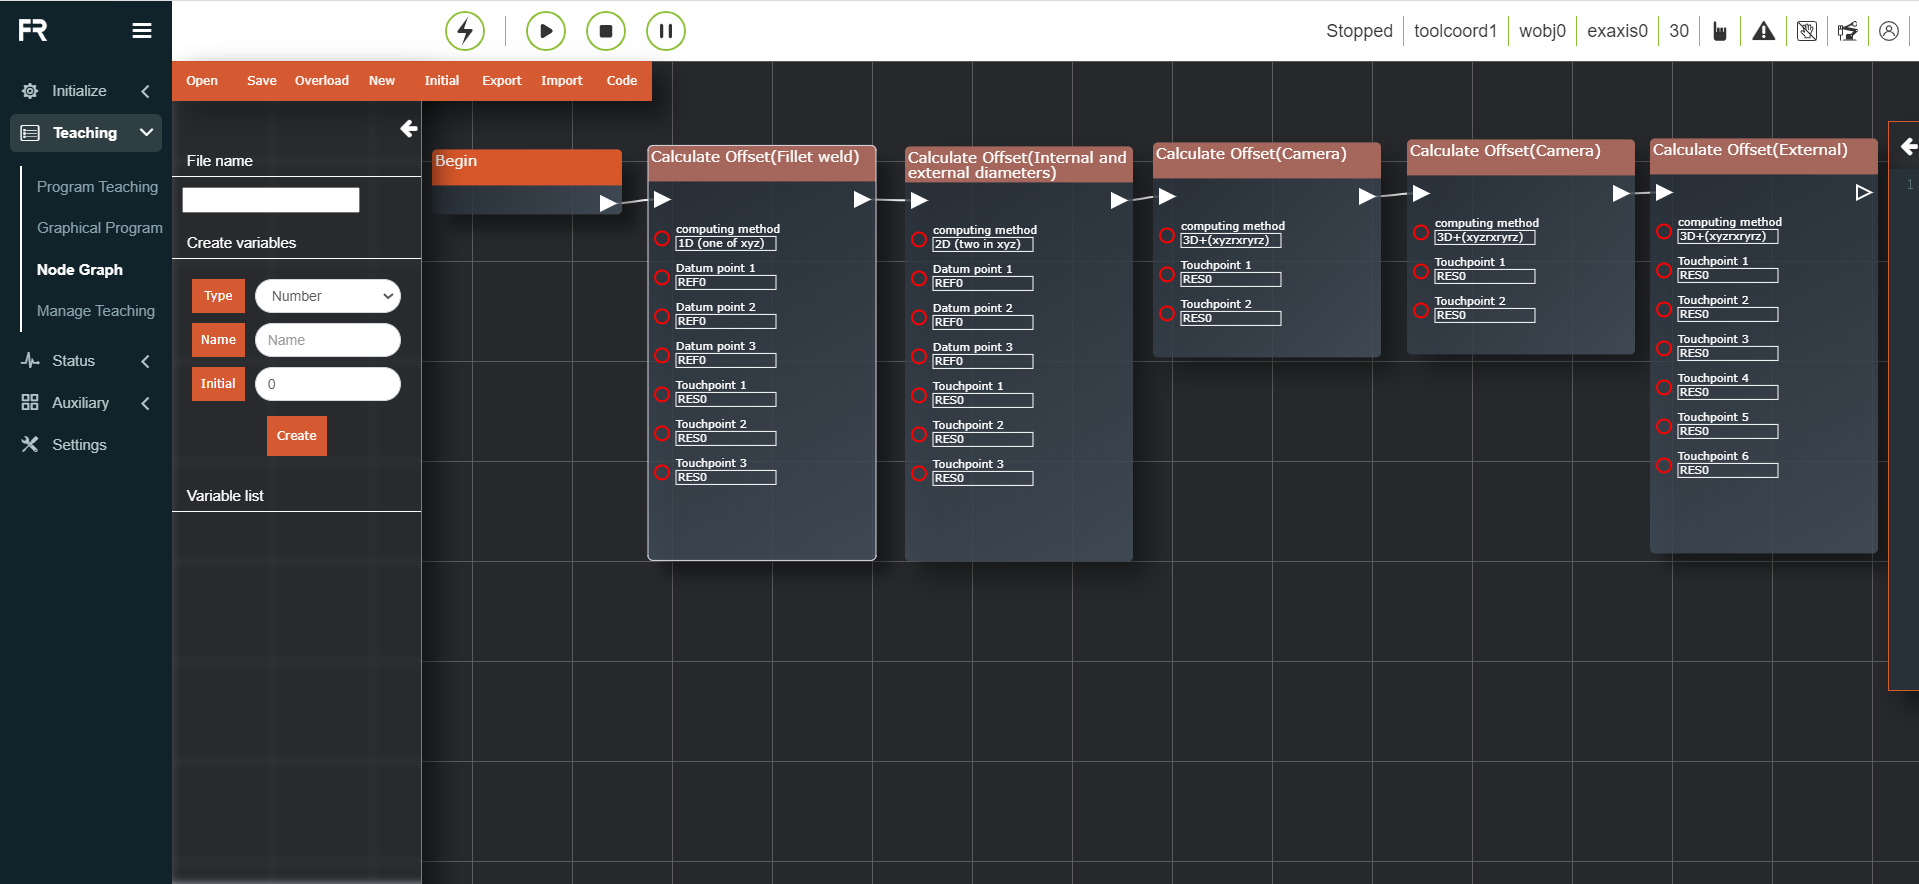 FR
Stopped
toolcoord1
wobj0
exaxis0
30
Open
Save
Overload
New
Initial
Export
Import
Code
Initialize
Teaching
Program Teaching
Graphical Program
Node Graph
Manage Teaching
Status
Auxiliary
Settings
File name
Create variables
Type
Number
Name
Name
Initial
0
Create
Variable list
Begin
Calculate Offset(Fillet weld)
computing method
1D (one of xyz)
Datum point 1
REF0
Datum point 2
REF0
Datum point 3
REF0
Touchpoint 1
RES0
Touchpoint 2
RES0
Touchpoint 3
RES0
Calculate Offset(Internal and
external diameters)
computing method
2D (two in xyz)
Datum point 1
REF0
Datum point 2
REF0
Datum point 3
REF0
Touchpoint 1
RES0
Touchpoint 2
RES0
Touchpoint 3
RES0
Calculate Offset(Camera)
computing method
3D+(xyzrxryrz)
Touchpoint 1
RES0
Touchpoint 2
RES0
Calculate Offset(Camera)
computing method
3D+(xyzrxryrz)
Touchpoint 1
RES0
Touchpoint 2
RES0
Calculate Offset(External)
computing method
3D+(xyzrxryrz)
Touchpoint 1
RES0
Touchpoint 2
RES0
Touchpoint 3
RES0
Touchpoint 4
RES0
Touchpoint 5
RES0
Touchpoint 6
RES0
1